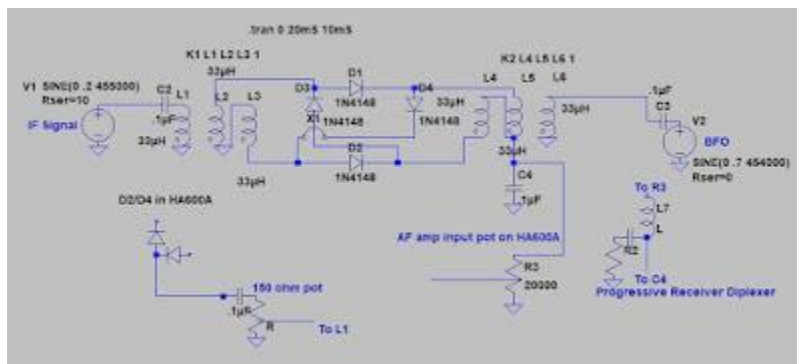 .tran 0 20mS 10mS
K1 L1 L2 L3 1
K2 L4 L5 L6 1
33µH
D1
V1 SINE(0 .2 455000)
Rser=10
C2
L1
L2
L3
D3
1N4148
D4
L4
L5
L6
.1µF
IF Signal
.1µF
33µH
X1
1N4148
1N4148
33µH
33µH
C3
V2
BFO
33µH
D2
1N4148
33µH
33µH
C4
.1µF
SINE(0 .7 454000)
Rser=0
D2/D4 in HA600A
To R3
L7
L
AF amp input pot on HA600A
R2
R3
20000
To C4
Progressive Receiver Diplexer
150 ohm pot
.1µF
R
To L1